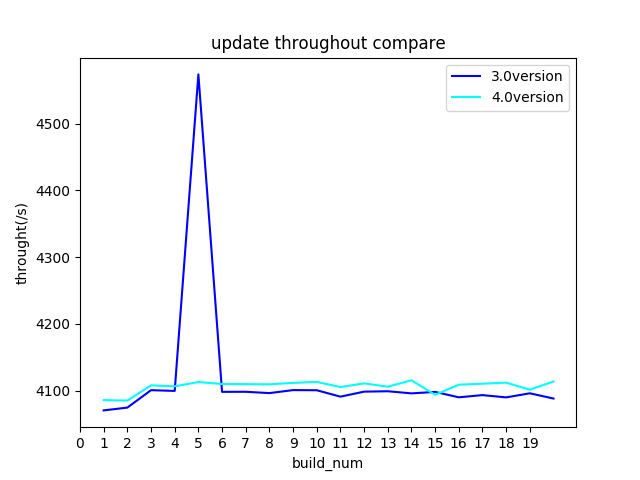 update throughout compare
3.0version
4.0version
throught(/s)
4500
4400
4300
4200
4100
0 1 2 3 4 5 6 7 8 9 10 11 12 13 14 15 16 17 18 19
build_num